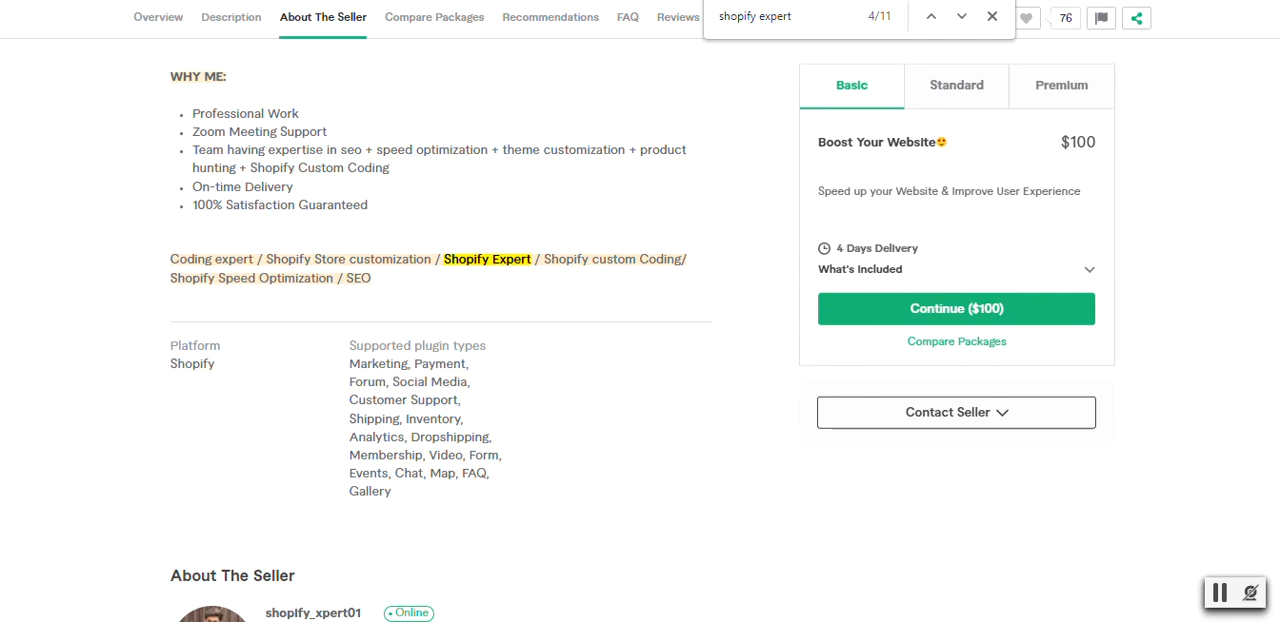 Overview Description About The Seller Compare Packages Recommendations FAQ Reviews
shopify expert 4/11
76
WHY ME:
• Professional Work
• Zoom Meeting Support
• Team having expertise in seo + speed optimization + theme customization + product
hunting + Shopify Custom Coding
• On-time Delivery
• 100% Satisfaction Guaranteed
Coding expert / Shopify Store customization / Shopify Expert / Shopify custom Coding/
Shopify Speed Optimization / SEO
Platform
Shopify
Supported plugin types
Marketing, Payment,
Forum, Social Media,
Customer Support,
Shipping, Inventory,
Analytics, Dropshipping,
Membership, Video, Form,
Events, Chat, Map, FAQ,
Gallery
About The Seller
shopify_xpert01 • Online
Basic Standard Premium
Boost Your Website😍 $100
Speed up your Website & Improve User Experience
4 Days Delivery
What's Included
Continue ($100)
Compare Packages
Contact Seller